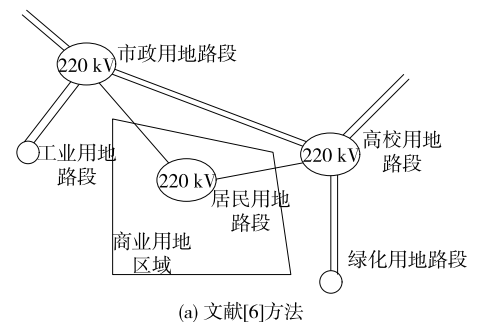 市政用地路段
220 kV
工业用地
路段
220 kV
高校用地
路段
220 kV
居民用地
路段
商业用地
区域
绿化用地路段
(a) 文献[6]方法